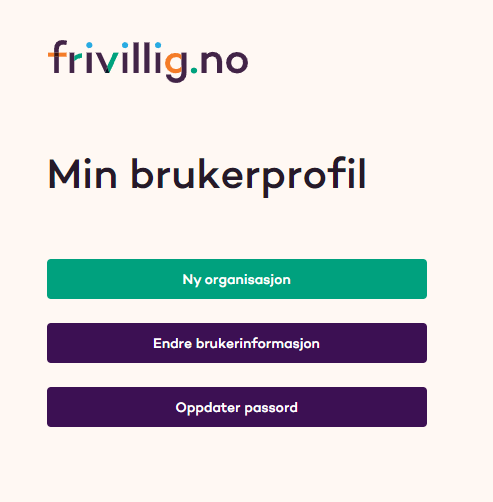 frivillig.no
Min brukerprofil
Ny organisasjon
Endre brukerinformasjon
Oppdater passord